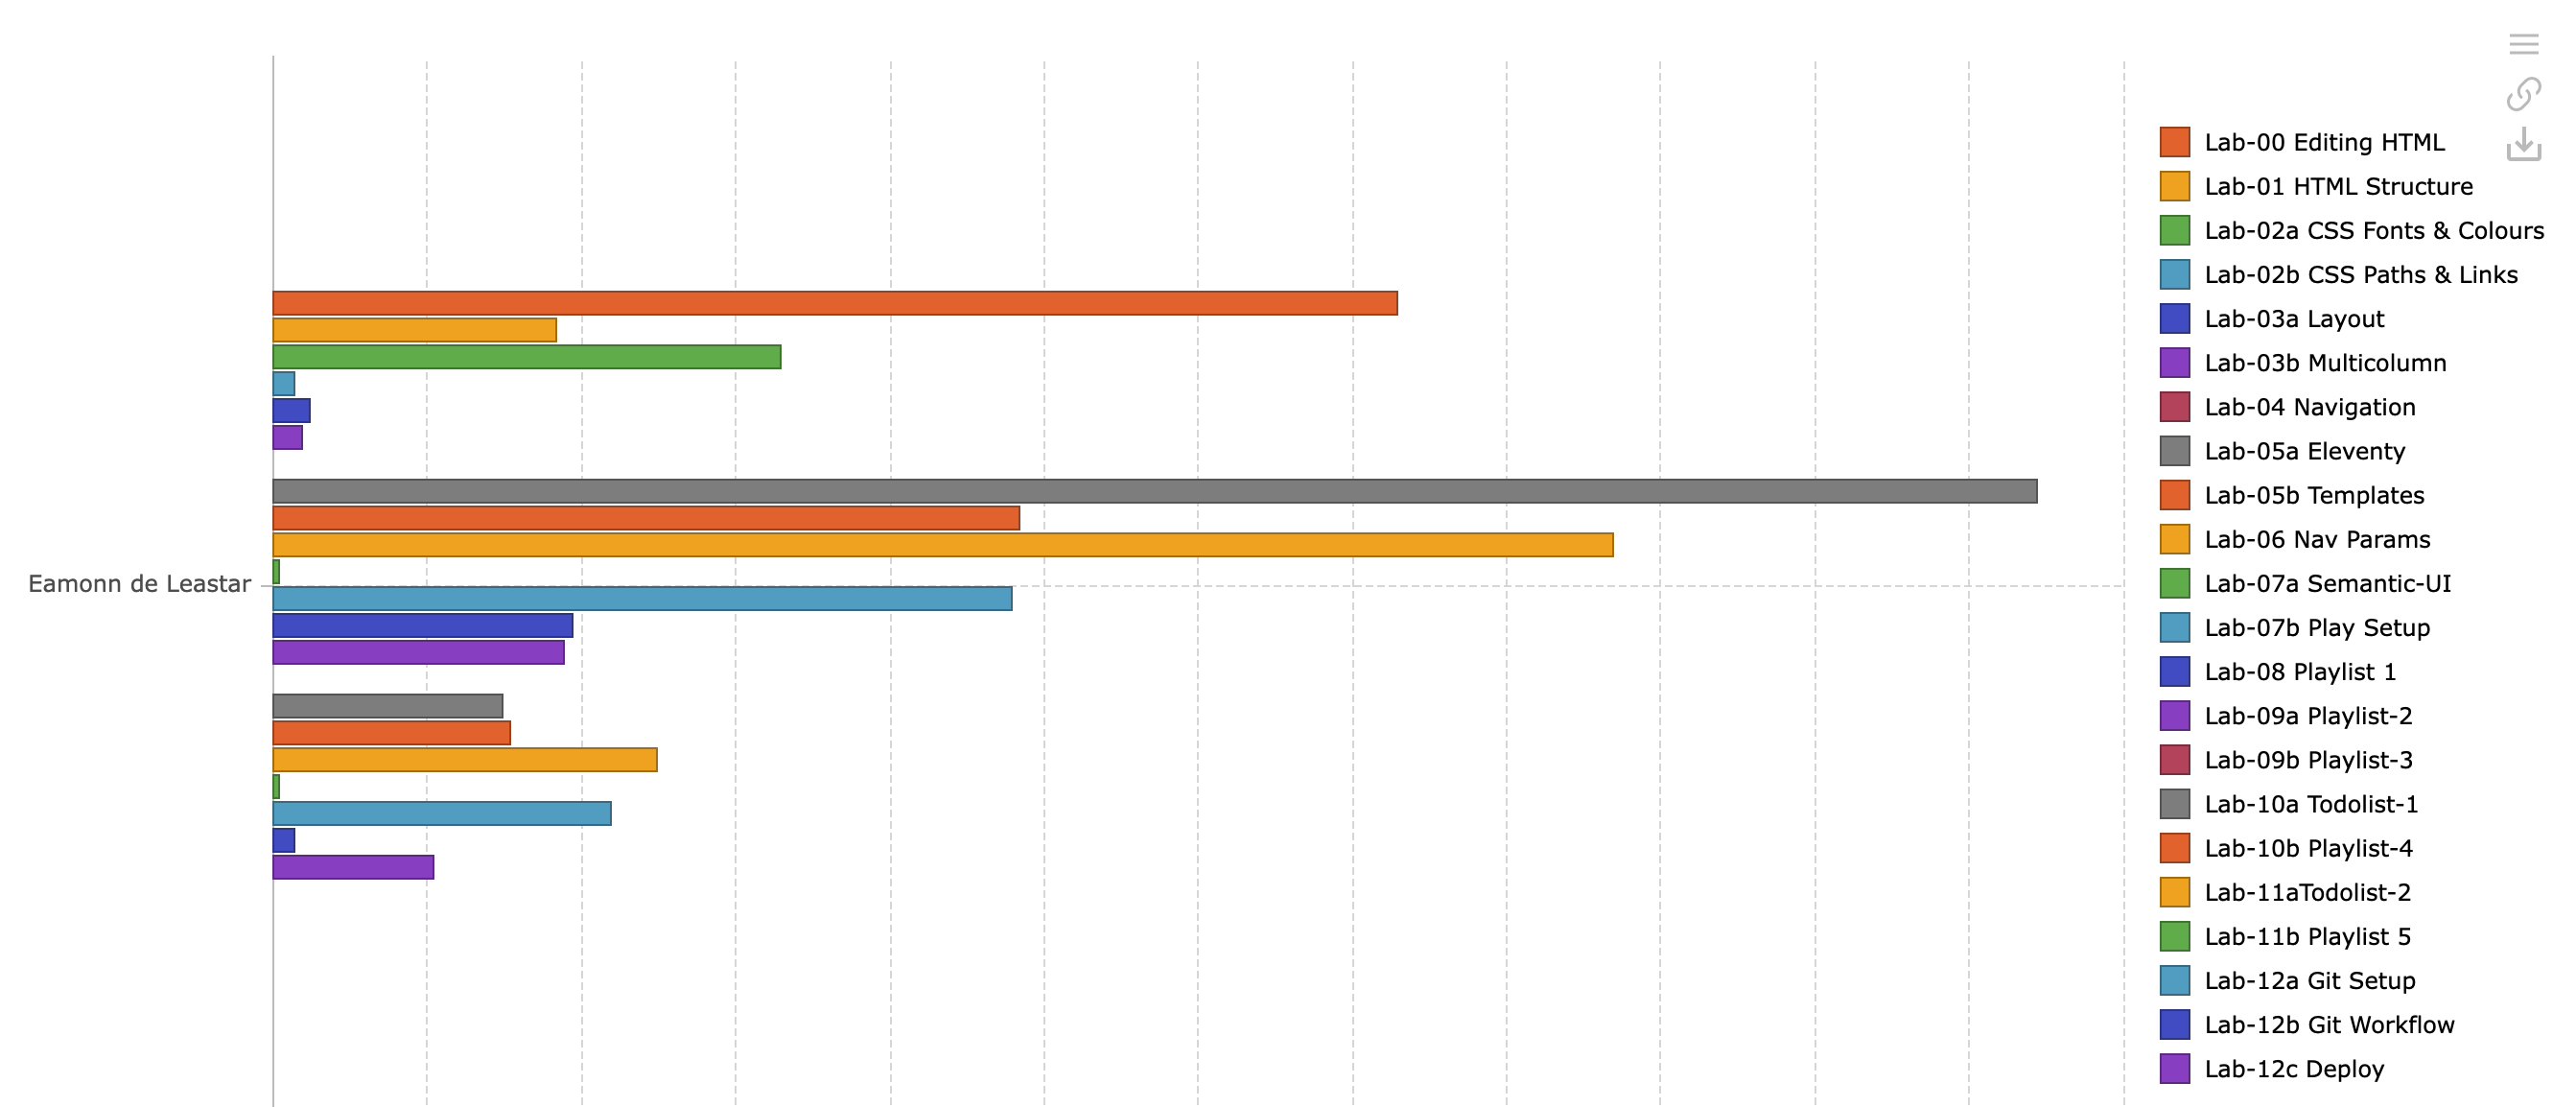 Eamonn de Leastar
Lab-00 Editing HTML
Lab-01 HTML Structure
Lab-02a CSS Fonts & Colours
Lab-02b CSS Paths & Links
Lab-03a Layout
Lab-03b Multicolumn
Lab-04 Navigation
Lab-05a Eleventy
Lab-05b Templates
Lab-06 Nav Params
Lab-07a Semantic-UI
Lab-07b Play Setup
Lab-08 Playlist 1
Lab-09a Playlist-2
Lab-09b Playlist-3
Lab-10a Todolist-1
Lab-10b Playlist-4
Lab-11aTodolist-2
Lab-11b Playlist 5
Lab-12a Git Setup
Lab-12b Git Workflow
Lab-12c Deploy